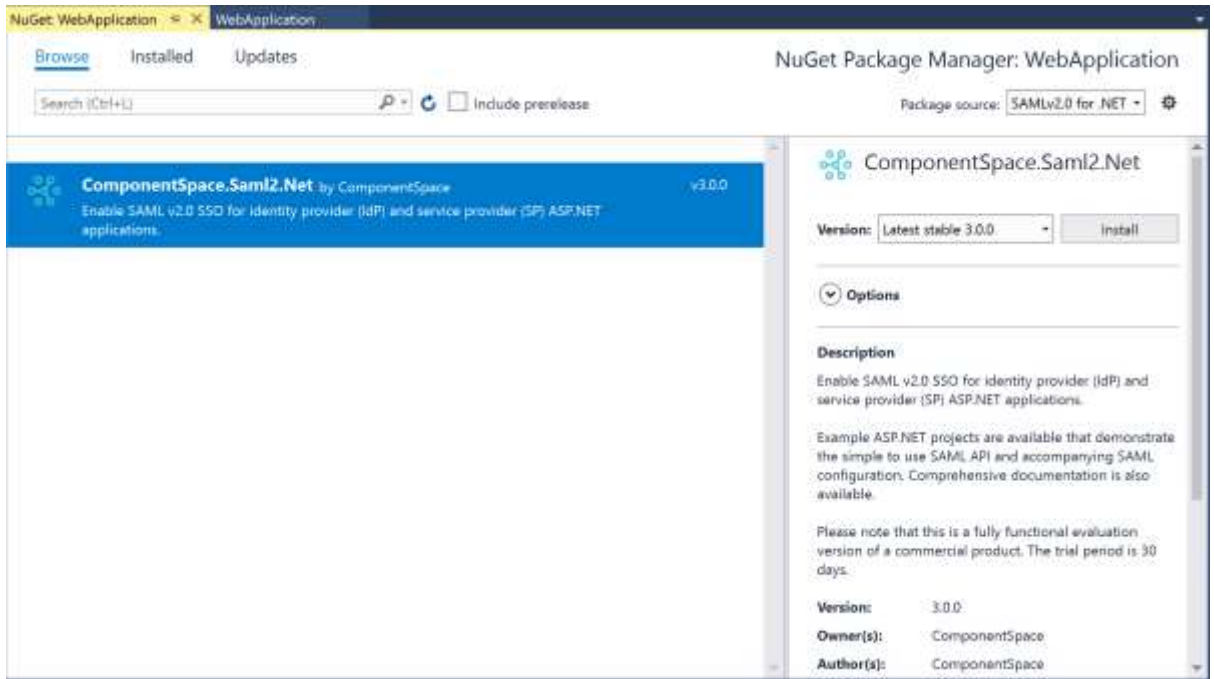 NuGet: WebApplication
WebApplication
Browse Installed Updates
NuGet Package Manager: WebApplication
Search (Ctrl+L)
Include prerelease
Package source: SAMLv2.0 for .NET
ComponentSpace.Saml2.Net by ComponentSpace v3.0.0
Enable SAML v2.0 SSO for identity provider (IdP) and service provider (SP) ASP.NET
applications.
ComponentSpace.Saml2.Net
Version: Latest stable 3.0.0 Install
Options
Description
Enable SAML v2.0 SSO for identity provider (IdP) and
service provider (SP) ASP.NET applications.
Example ASP.NET projects are available that demonstrate
the simple to use SAML API and accompanying SAML
configuration. Comprehensive documentation is also
available.
Please note that this is a fully functional evaluation
version of a commercial product. The trial period is 30
days.
Version: 3.0.0
Owner(s): ComponentSpace
Author(s): ComponentSpace